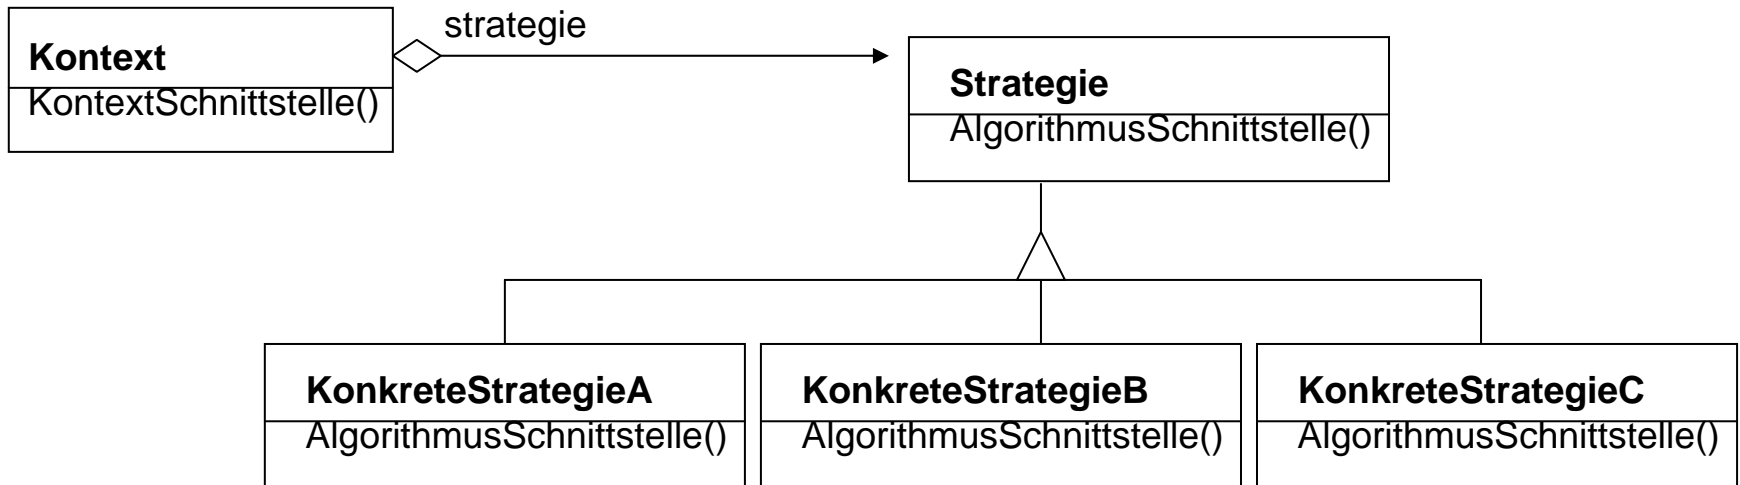 strategie
Kontext
KontextSchnittstelle()
Strategie
AlgorithmusSchnittstelle()
KonkreteStrategieA
AlgorithmusSchnittstelle()
KonkreteStrategieB
AlgorithmusSchnittstelle()
KonkreteStrategieC
AlgorithmusSchnittstelle()